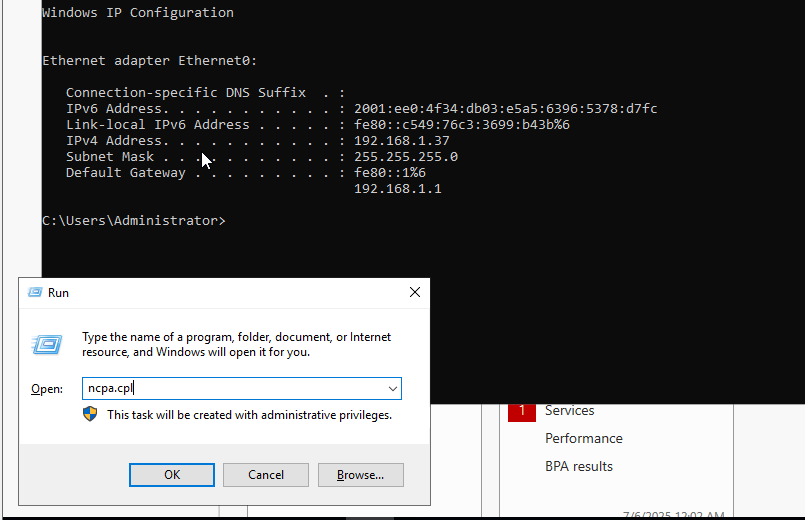 Windows IP Configuration
Ethernet adapter Ethernet0:
Connection-specific DNS Suffix . :
IPv6 Address. . . . . . . . . . . : 2001:ee0:4f34:db03:e5a5:6396:5378:d7fc
Link-local IPv6 Address . . . . . : fe80::c549:76c3:3699:b43b%6
IPv4 Address. . . . . . . . . . . : 192.168.1.37
Subnet Mask . . . . . . . . . . . : 255.255.255.0
Default Gateway . . . . . . . . . : fe80::1%6
192.168.1.1
C:\Users\Administrator>
Run
Type the name of a program, folder, document, or Internet
resource, and Windows will open it for you.
Open: ncpa.cpl
This task will be created with administrative privileges.
OK Cancel Browse...
1 Services
Performance
BPA results
7/6/2025 12:02 AM